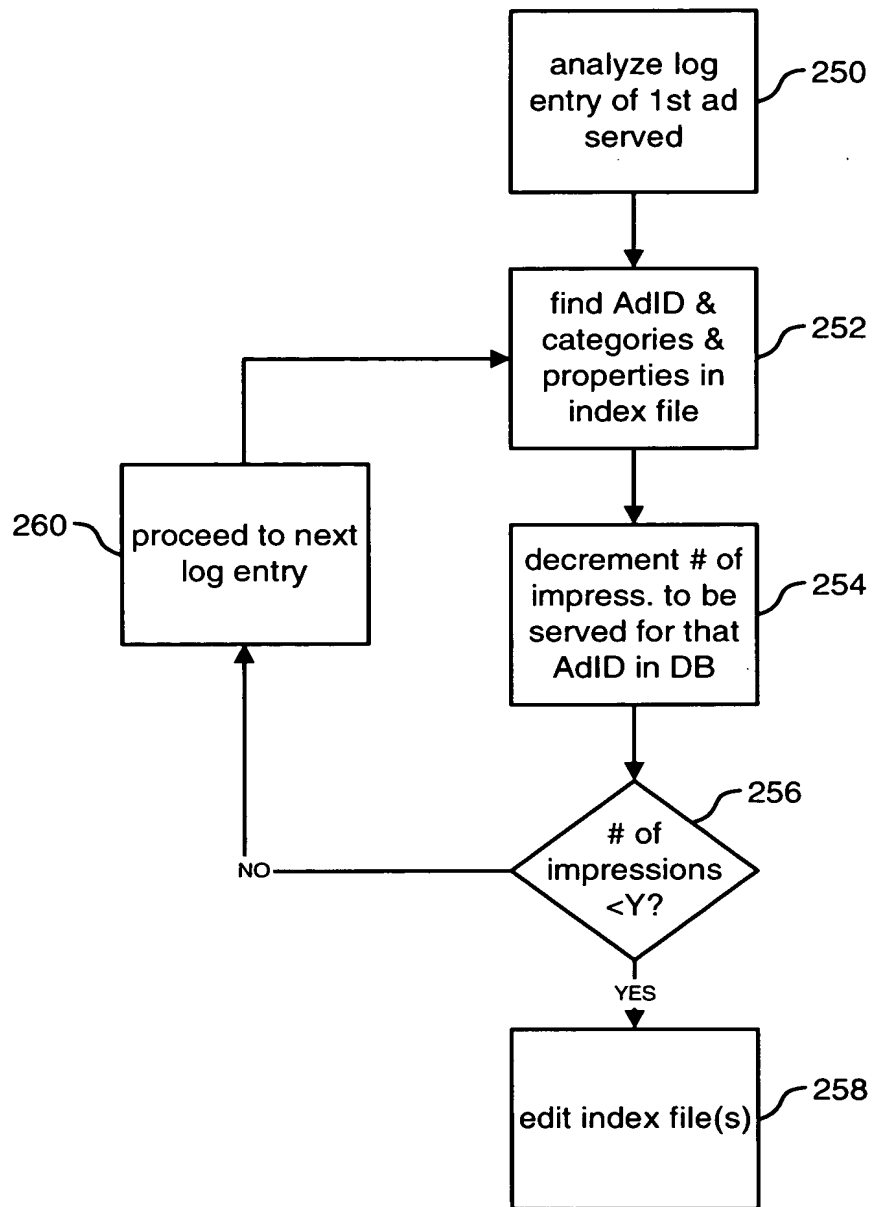 analyze log
entry of 1st ad
served
250
find AdID &
categories &
properties in
index file
252
260
proceed to next
log entry
decrement # of
impress. to be
served for that
AdID in DB
254
256
# of
impressions
<Y?
NO
YES
edit index file(s)
258